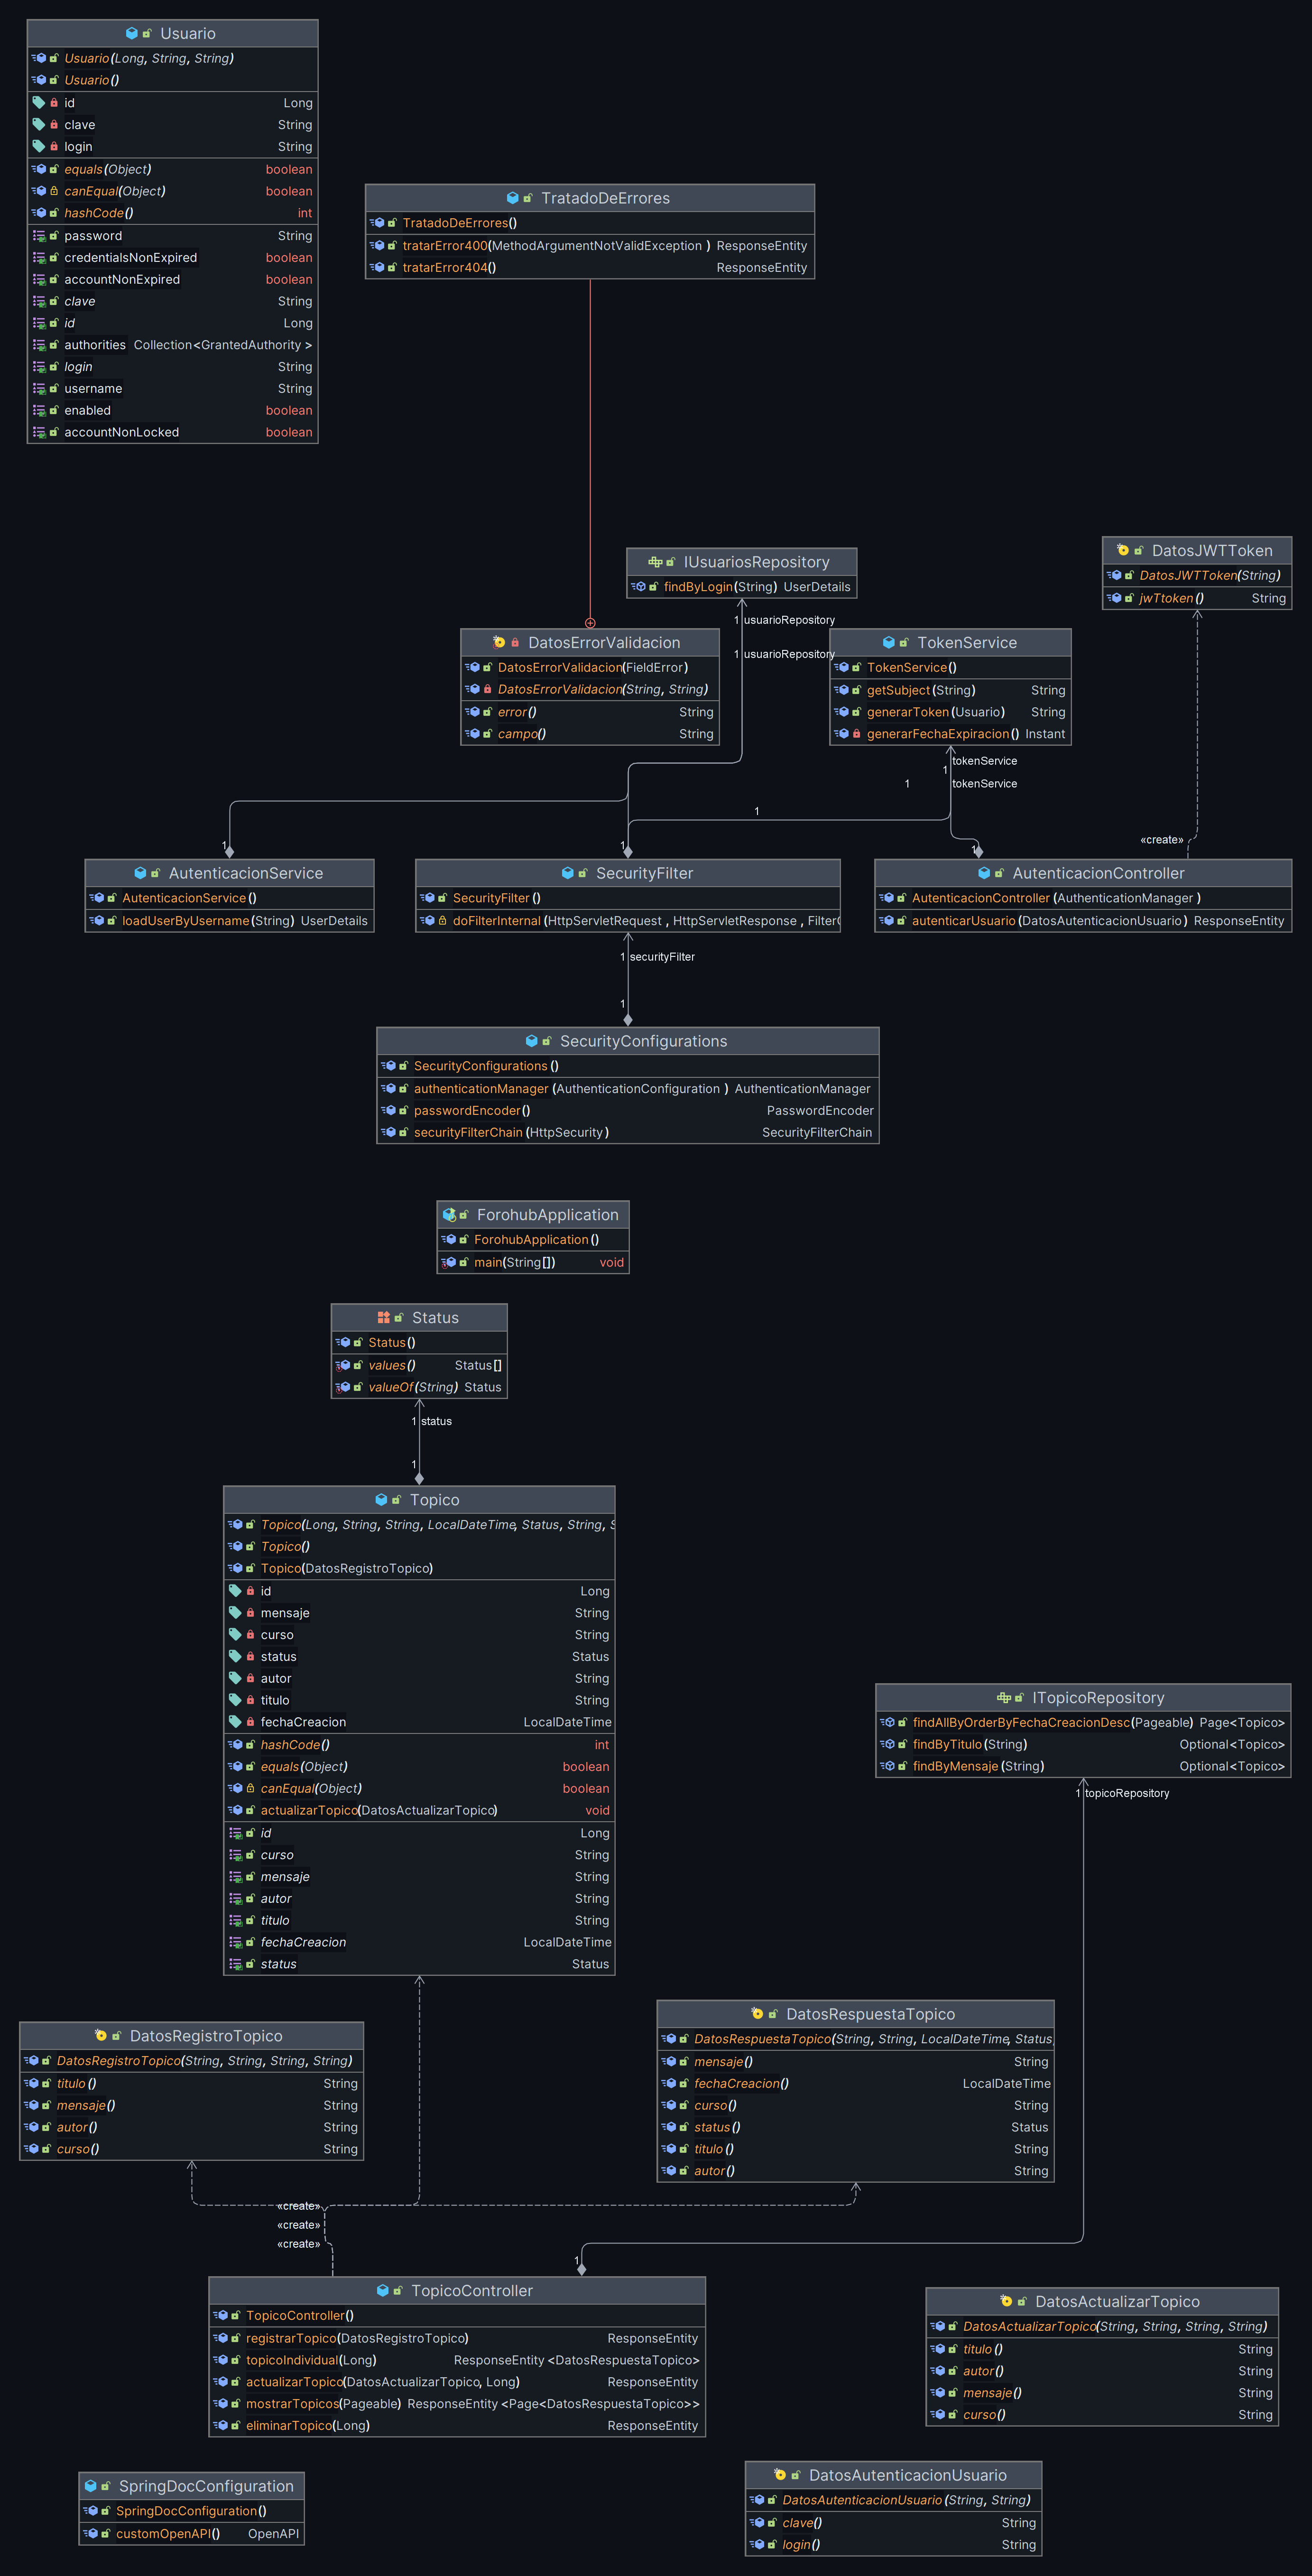 Usuario
Usuario(Long, String, String)
Usuario()
id Long
clave String
login String
equals(Object) boolean
canEqual(Object) boolean
hashCode() int
password String
credentialsNonExpired boolean
accountNonExpired boolean
clave String
id Long
authorities Collection<GrantedAuthority>
login String
username String
enabled boolean
accountNonLocked boolean
TratadoDeErrores
TratadoDeErrores()
tratarError400(MethodArgumentNotValidException) ResponseEntity
tratarError404() ResponseEntity
IUsuariosRepository
findByLogin(String) UserDetails
DatosJWTToken
DatosJWTToken(String)
jwTtoken() String
1 usuarioRepository
1 usuarioRepository
DatosErrorValidacion
DatosErrorValidacion(FieldError)
DatosErrorValidacion(String, String)
error() String
campo() String
TokenService
TokenService()
getSubject(String) String
generarToken(Usuario) String
generarFechaExpiracion() Instant
tokenService
1
1 tokenService
1
«create»
1
1
1
AutenticacionService
AutenticacionService()
loadUserByUsername(String) UserDetails
SecurityFilter
SecurityFilter()
doFilterInternal(HttpServletRequest, HttpServletResponse, FilterC
AutenticacionController
AutenticacionController(AuthenticationManager)
autenticarUsuario(DatosAutenticacionUsuario) ResponseEntity
1 securityFilter
1
SecurityConfigurations
SecurityConfigurations()
authenticationManager(AuthenticationConfiguration) AuthenticationManager
passwordEncoder() PasswordEncoder
securityFilterChain(HttpSecurity) SecurityFilterChain
ForohubApplication
ForohubApplication()
main(String[]) void
Status
Status()
values() Status[]
valueOf(String) Status
1 status
1
Topico
Topico(Long, String, String, LocalDateTime, Status, String, S
Topico()
Topico(DatosRegistroTopico)
id Long
mensaje String
curso String
status Status
autor String
titulo String
fechaCreacion LocalDateTime
hashCode() int
equals(Object) boolean
canEqual(Object) boolean
actualizarTopico(DatosActualizarTopico) void
id Long
curso String
mensaje String
autor String
titulo String
fechaCreacion LocalDateTime
status Status
ITopicoRepository
findAllByOrderByFechaCreacionDesc(Pageable) Page<Topico>
findByTitulo(String) Optional<Topico>
findByMensaje(String) Optional<Topico>
1 topicoRepository
DatosRegistroTopico
DatosRegistroTopico(String, String, String, String)
titulo() String
mensaje() String
autor() String
curso() String
DatosRespuestaTopico
DatosRespuestaTopico(String, String, LocalDateTime, Status,
mensaje() String
fechaCreacion() LocalDateTime
curso() String
status() Status
titulo() String
autor() String
«create»
«create»
«create»
1
TopicoController
TopicoController()
registrarTopico(DatosRegistroTopico) ResponseEntity
topicoIndividual(Long) ResponseEntity<DatosRespuestaTopico>
actualizarTopico(DatosActualizarTopico, Long) ResponseEntity
mostrarTopicos(Pageable) ResponseEntity<Page<DatosRespuestaTopico>>
eliminarTopico(Long) ResponseEntity
DatosActualizarTopico
DatosActualizarTopico(String, String, String, String)
titulo() String
autor() String
mensaje() String
curso() String
SpringDocConfiguration
SpringDocConfiguration()
customOpenAPI() OpenAPI
DatosAutenticacionUsuario
DatosAutenticacionUsuario(String, String)
clave() String
login() String